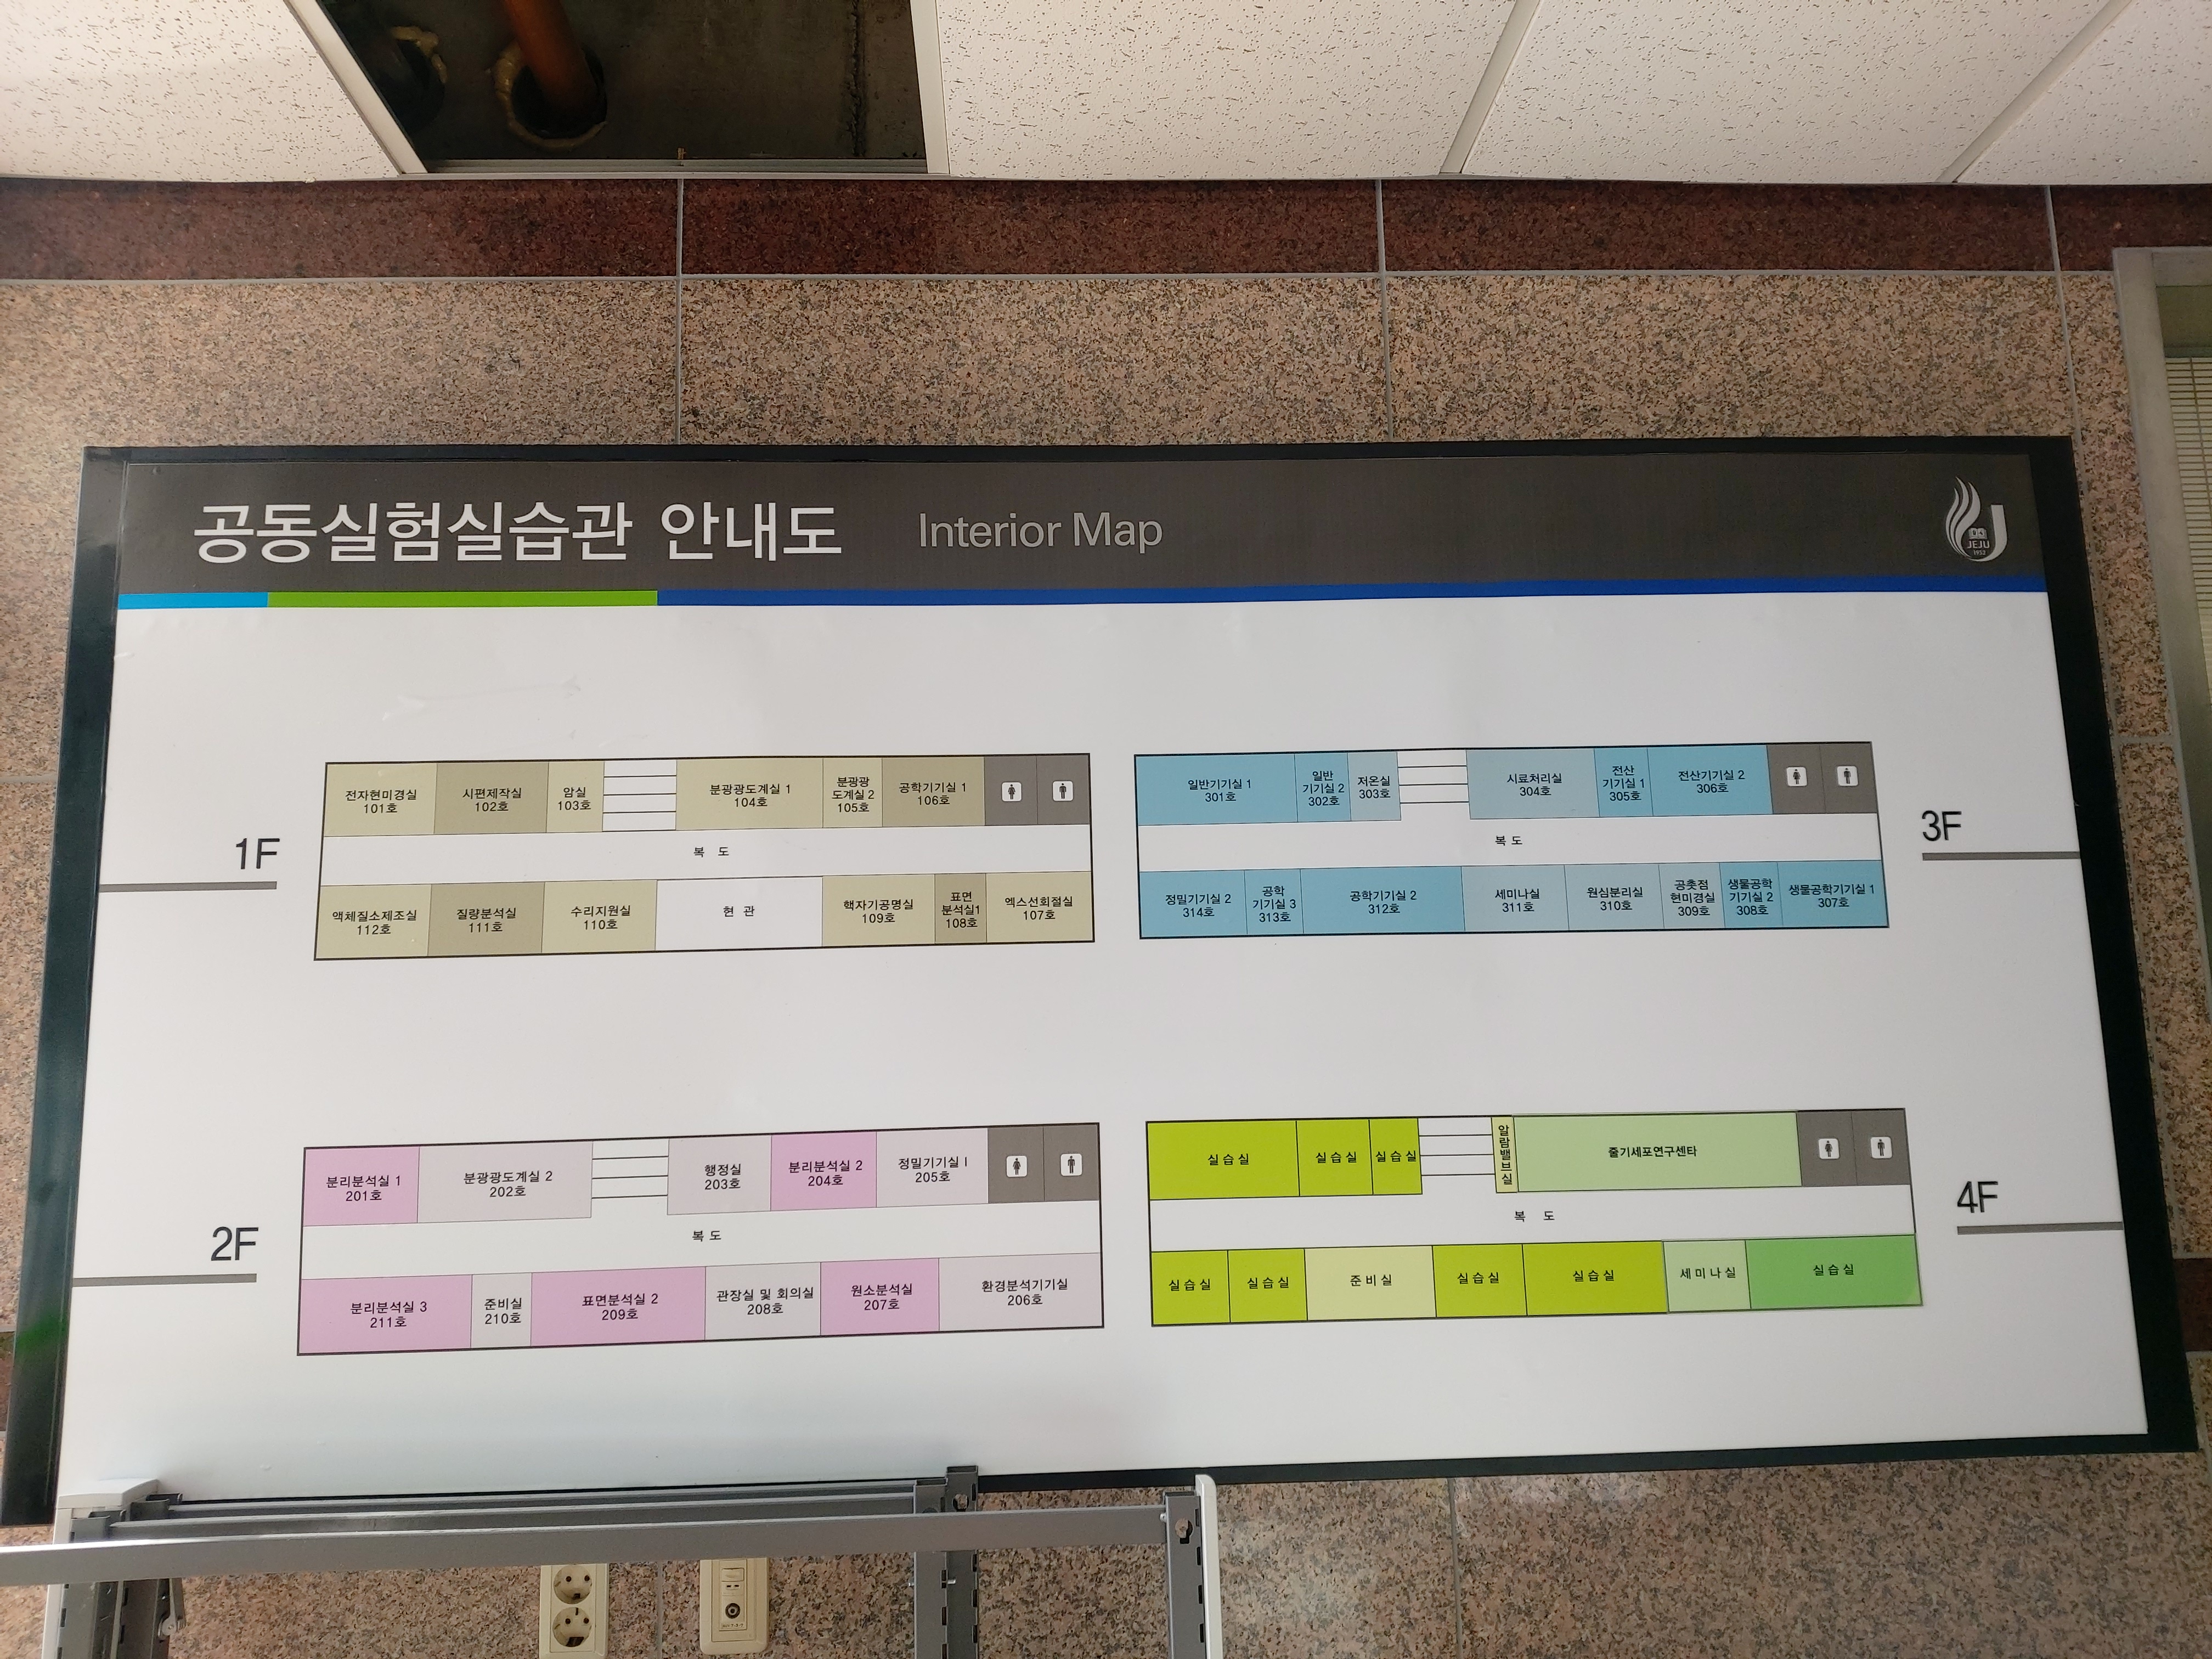 공동실험실습관 안내도 Interior Map
JEJU
1952
1F
전자현미경실
101호
시편제작실
102호
암실
103호
분광광도계실 1
104호
분광광
도계실 2
105호
공학기기실 1
106호
복 도
액체질소제조실
112호
질량분석실
111호
수리지원실
110호
현 관
핵자기공명실
109호
표면
분석실1
108호
엑스선회절실
107호
3F
일반기기실 1
301호
일반
기기실 2
302호
저온실
303호
시료처리실
304호
전산
기기실 1
305호
전산기기실 2
306호
복 도
정밀기기실 2
314호
공학
기기실 3
313호
공학기기실 2
312호
세미나실
311호
원심분리실
310호
공촛점
현미경실
309호
생물공학
기기실 2
308호
생물공학기기실 1
307호
2F
분리분석실 1
201호
분광광도계실 2
202호
행정실
203호
분리분석실 2
204호
정밀기기실 I
205호
복 도
분리분석실 3
211호
준비실
210호
표면분석실 2
209호
관장실 및 회의실
208호
원소분석실
207호
환경분석기기실
206호
4F
실 습 실
실 습 실
실 습 실
알람밸브실
줄기세포연구센타
복 도
실 습 실
실 습 실
준 비 실
실 습 실
실 습 실
세 미 나 실
실 습 실